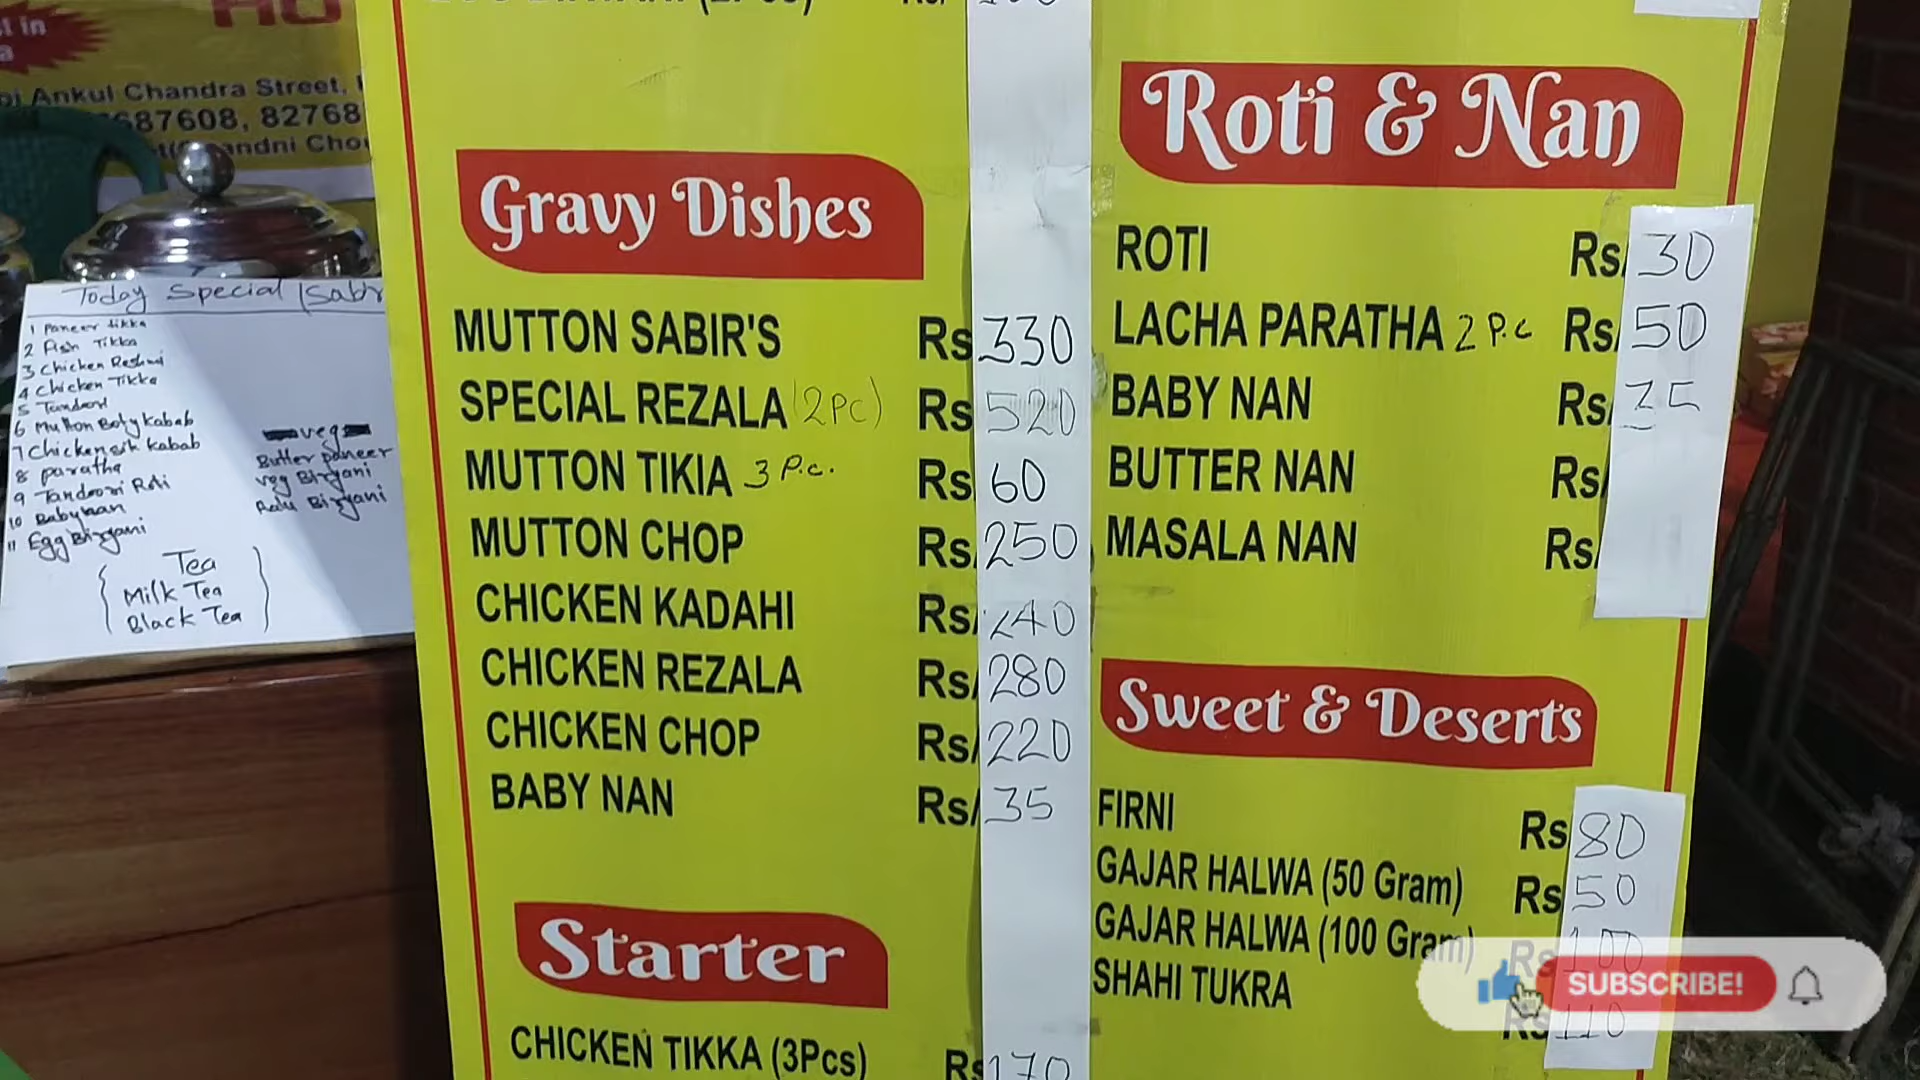 Ankul Chandra Street,
687608, 82768
Today Special
1 Paneer tikka
2 Fish Tikka
3 Chicken Reshmi
4 Chicken Tikka
5 Tandoori
6 Mutton Boty Kabab
7 Chicken sik Kabab
8 paratha
9 Tandoori Roti
10 Baby nan
11 Egg Biryani
veg
Butter paneer
veg Biryani
Aalu Biryani
Tea
Milk Tea
Black Tea
Gravy Dishes
MUTTON SABIR'S Rs/ 330
SPECIAL REZALA (2PC) Rs 520
MUTTON TIKIA 3 P.c. Rs 60
MUTTON CHOP Rs/ 250
CHICKEN KADAHI Rs/ 240
CHICKEN REZALA Rs/ 280
CHICKEN CHOP Rs/ 220
BABY NAN Rs/ 35
Starter
CHICKEN TIKKA (3Pcs) Rs 170
Roti & Nan
ROTI Rs/ 30
LACHA PARATHA 2 P.c Rs/ 50
BABY NAN Rs/ 35
BUTTER NAN Rs/
MASALA NAN Rs/
Sweet & Deserts
FIRNI Rs 80
GAJAR HALWA (50 Gram) Rs 50
GAJAR HALWA (100 Gram) Rs 100
SHAHI TUKRA Rs 110
SUBSCRIBE!